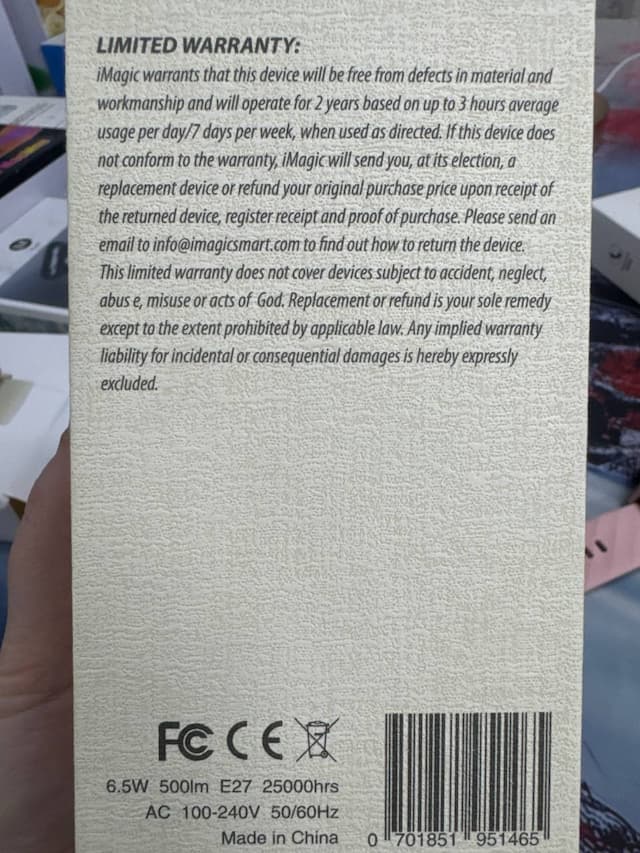 LIMITED WARRANTY:
iMagic warrants that this device will be free from defects in material and
workmanship and will operate for 2 years based on up to 3 hours average
usage per day/7 days per week, when used as directed. If this device does
not conform to the warranty, iMagic will send you, at its election, a
replacement device or refund your original purchase price upon receipt of
the returned device, register receipt and proof of purchase. Please send an
email to info@imagicsmart.com to find out how to return the device.
This limited warranty does not cover devices subject to accident, neglect,
abus e, misuse or acts of God. Replacement or refund is your sole remedy
except to the extent prohibited by applicable law. Any implied warranty
liability for incidental or consequential damages is hereby expressly
excluded.
FC CE
6.5W 500lm E27 25000hrs
AC 100-240V 50/60Hz
Made in China
0 701851 951465